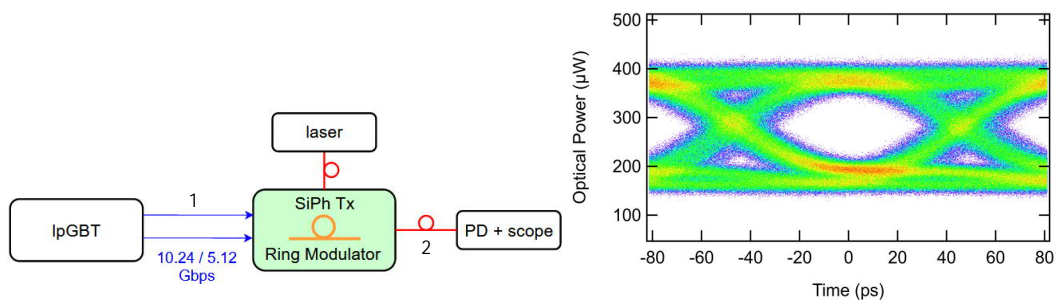 laser
1
lpGBT
SiPh Tx
Ring Modulator
10.24 / 5.12
Gbps
2
PD + scope
Optical Power (µW)
500
400
300
200
100
-80 -60 -40 -20 0 20 40 60 80
Time (ps)